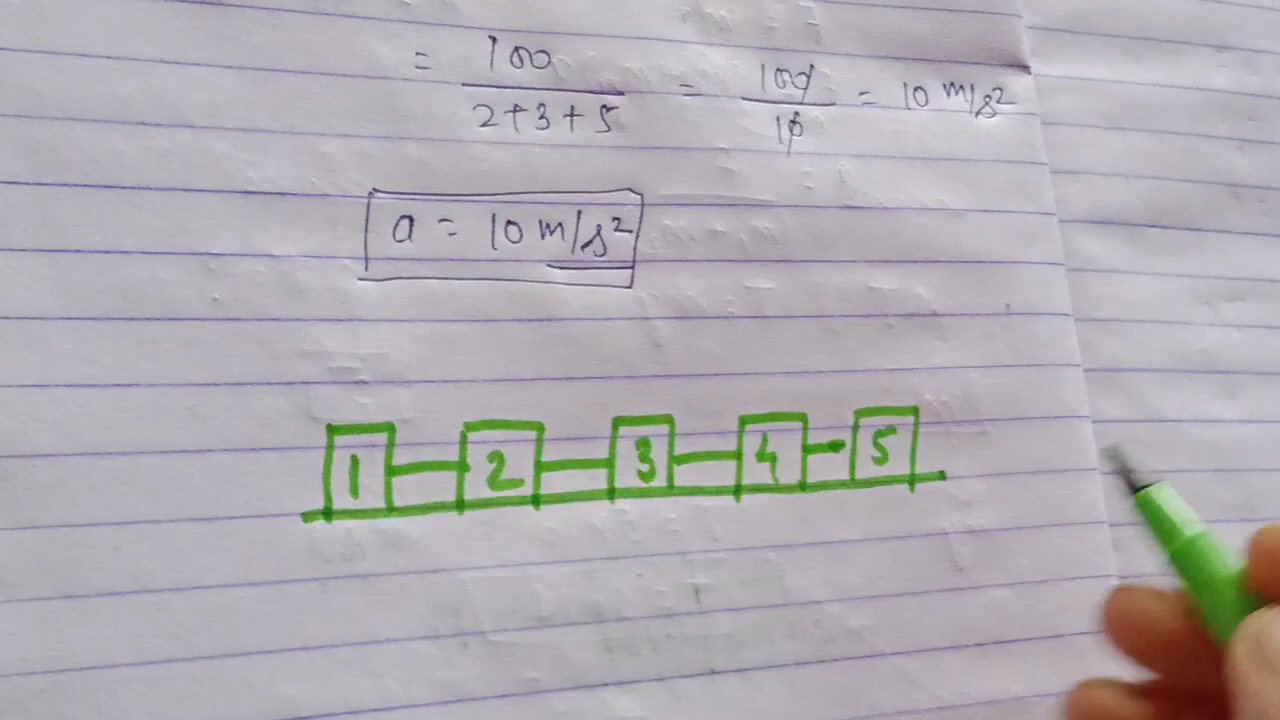 = 100 / 2+3+5 = 100 / 10 = 10 m/s²
a = 10 m/s²
1 2 3 4 5